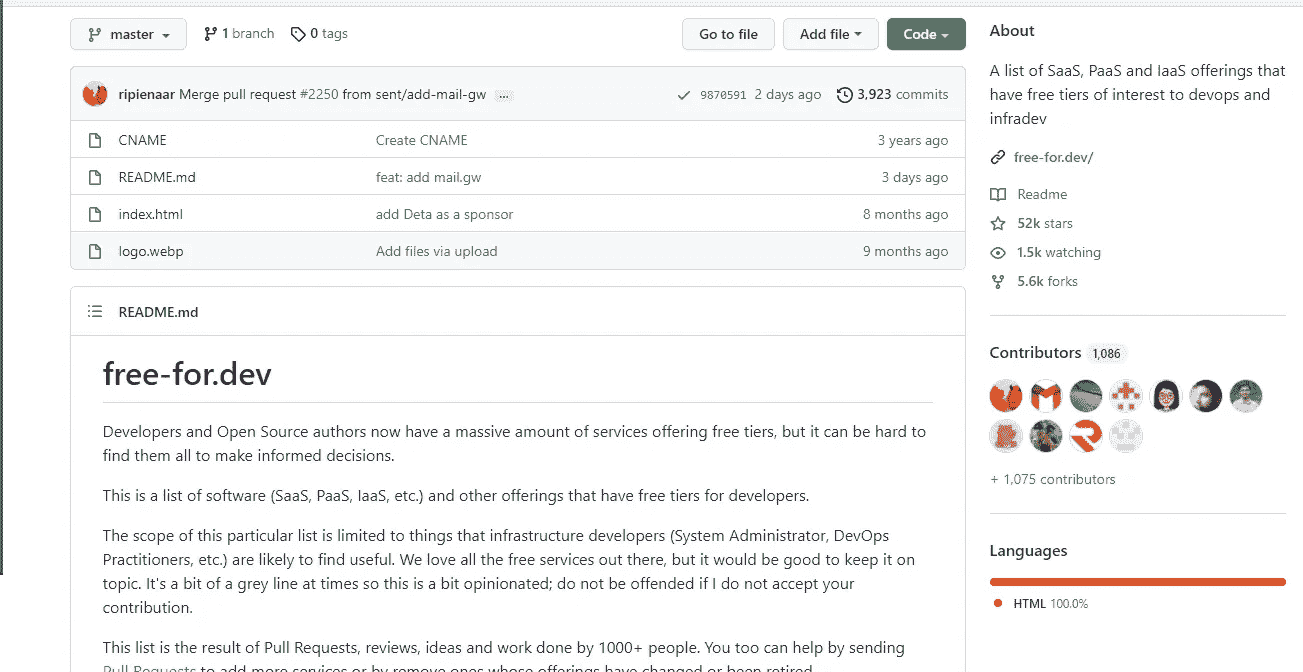 master
1 branch
0 tags
Go to file
Add file
Code
ripienaar Merge pull request #2250 from sent/add-mail-gw ...
9870591 2 days ago 3,923 commits
CNAME Create CNAME 3 years ago
README.md feat: add mail.gw 3 days ago
index.html add Deta as a sponsor 8 months ago
logo.webp Add files via upload 9 months ago
README.md
free-for.dev
Developers and Open Source authors now have a massive amount of services offering free tiers, but it can be hard to
find them all to make informed decisions.
This is a list of software (SaaS, PaaS, IaaS, etc.) and other offerings that have free tiers for developers.
The scope of this particular list is limited to things that infrastructure developers (System Administrator, DevOps
Practitioners, etc.) are likely to find useful. We love all the free services out there, but it would be good to keep it on
topic. It's a bit of a grey line at times so this is a bit opinionated; do not be offended if I do not accept your
contribution.
This list is the result of Pull Requests, reviews, ideas and work done by 1000+ people. You too can help by sending
Pull Requests to add more services or by remove ones whose offerings have changed or been retired.
About
A list of SaaS, PaaS and IaaS offerings that
have free tiers of interest to devops and
infradev
free-for.dev/
Readme
52k stars
1.5k watching
5.6k forks
Contributors 1,086
+ 1,075 contributors
Languages
HTML 100.0%